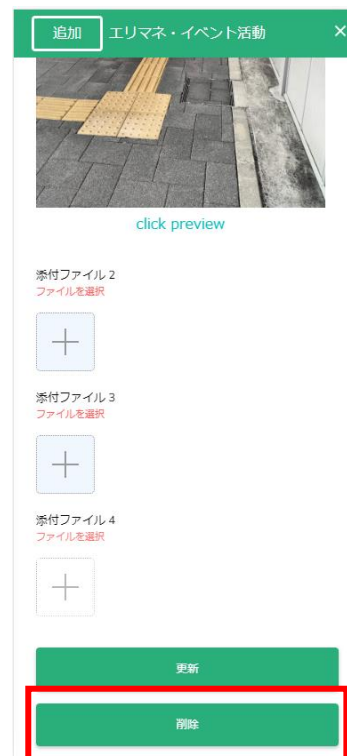 追加 エリマネ・イベント活動 ×
click preview
添付ファイル 2
ファイルを選択
添付ファイル 3
ファイルを選択
添付ファイル 4
ファイルを選択
更新
削除